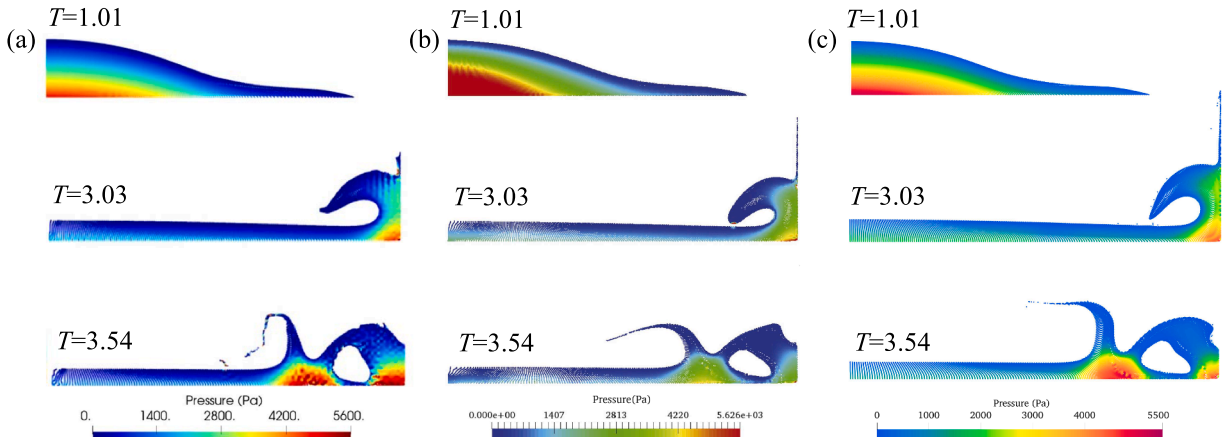 (a)
T=1.01
T=3.03
T=3.54
Pressure (Pa)
0. 1400. 2800. 4200. 5600.
(b)
T=1.01
T=3.03
T=3.54
Pressure(Pa)
0.000e+00 1407 2813 4220 5.626e+03
(c)
T=1.01
T=3.03
T=3.54
Pressure (Pa)
0 1000 2000 3000 4000 5500